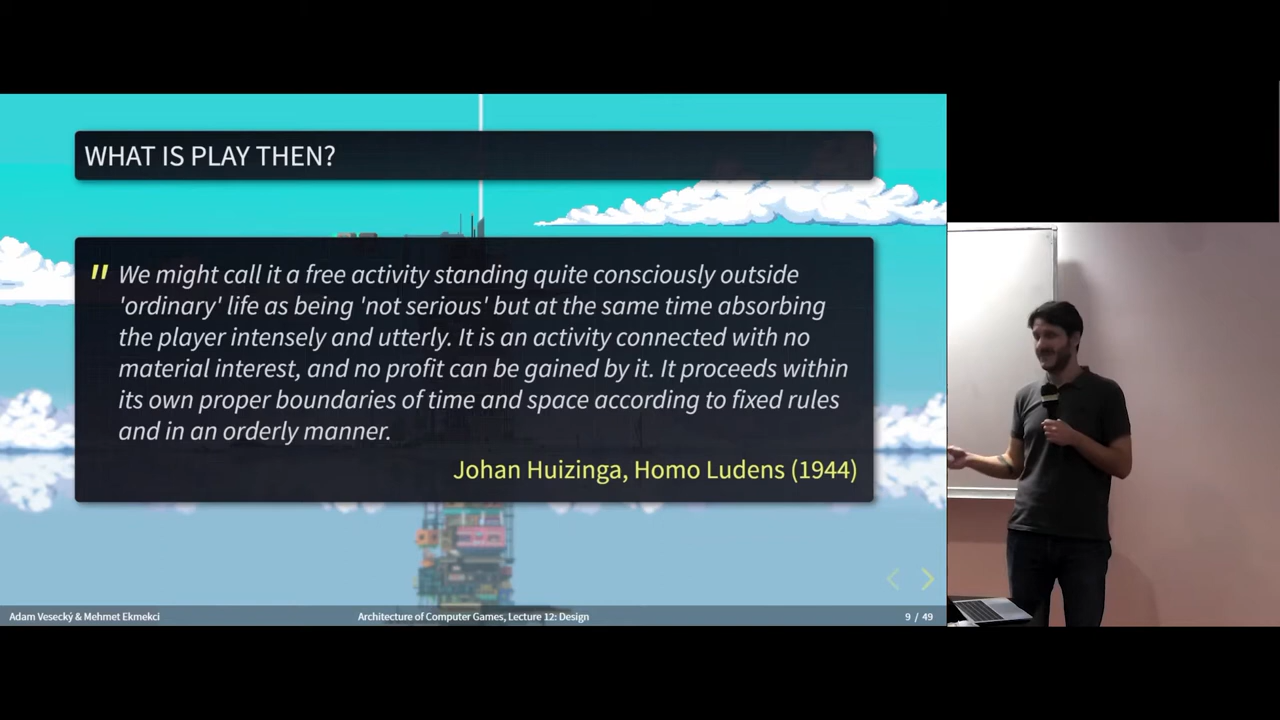 WHAT IS PLAY THEN?
" We might call it a free activity standing quite consciously outside
'ordinary' life as being 'not serious' but at the same time absorbing
the player intensely and utterly. It is an activity connected with no
material interest, and no profit can be gained by it. It proceeds within
its own proper boundaries of time and space according to fixed rules
and in an orderly manner.
Johan Huizinga, Homo Ludens (1944)
Adam Vesecký & Mehmet Ekmekci
Architecture of Computer Games, Lecture 12: Design
9 / 49